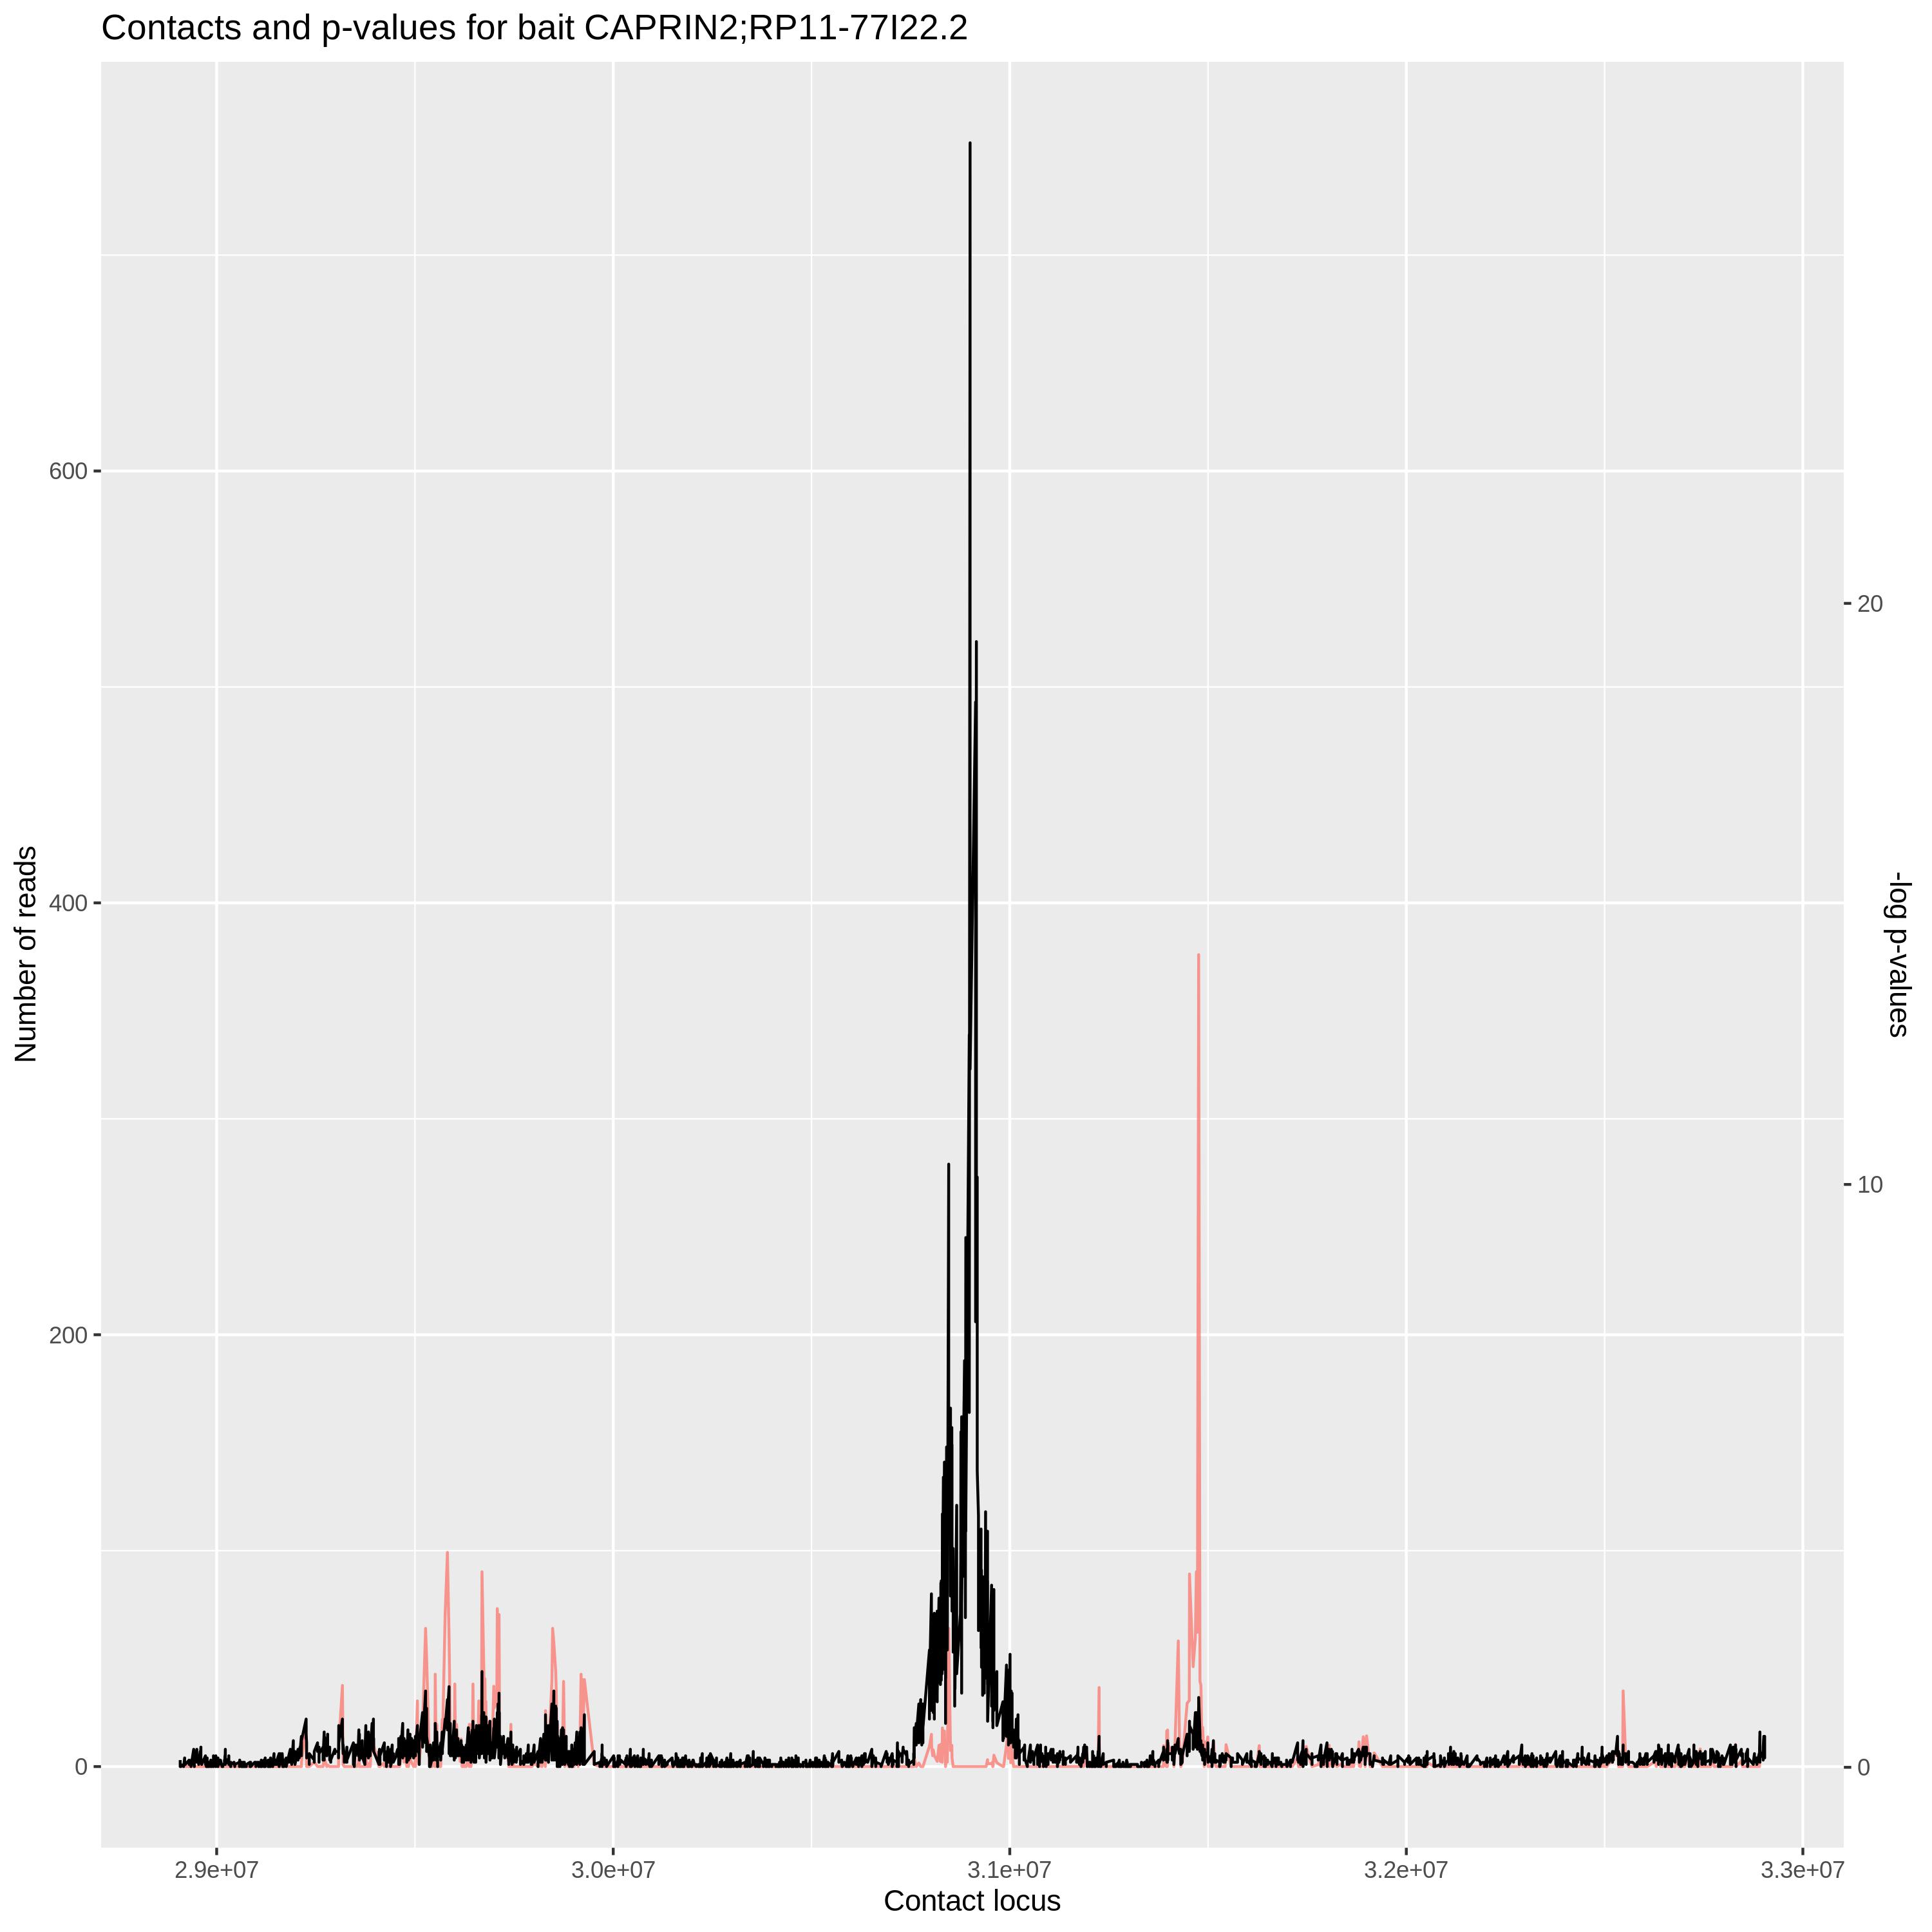 Contacts and p-values for bait CAPRIN2;RP11-77I22.2
600
400
200
0
Number of reads
20
10
0
-log p-values
2.9e+07
3.0e+07
3.1e+07
3.2e+07
3.3e+07
Contact locus